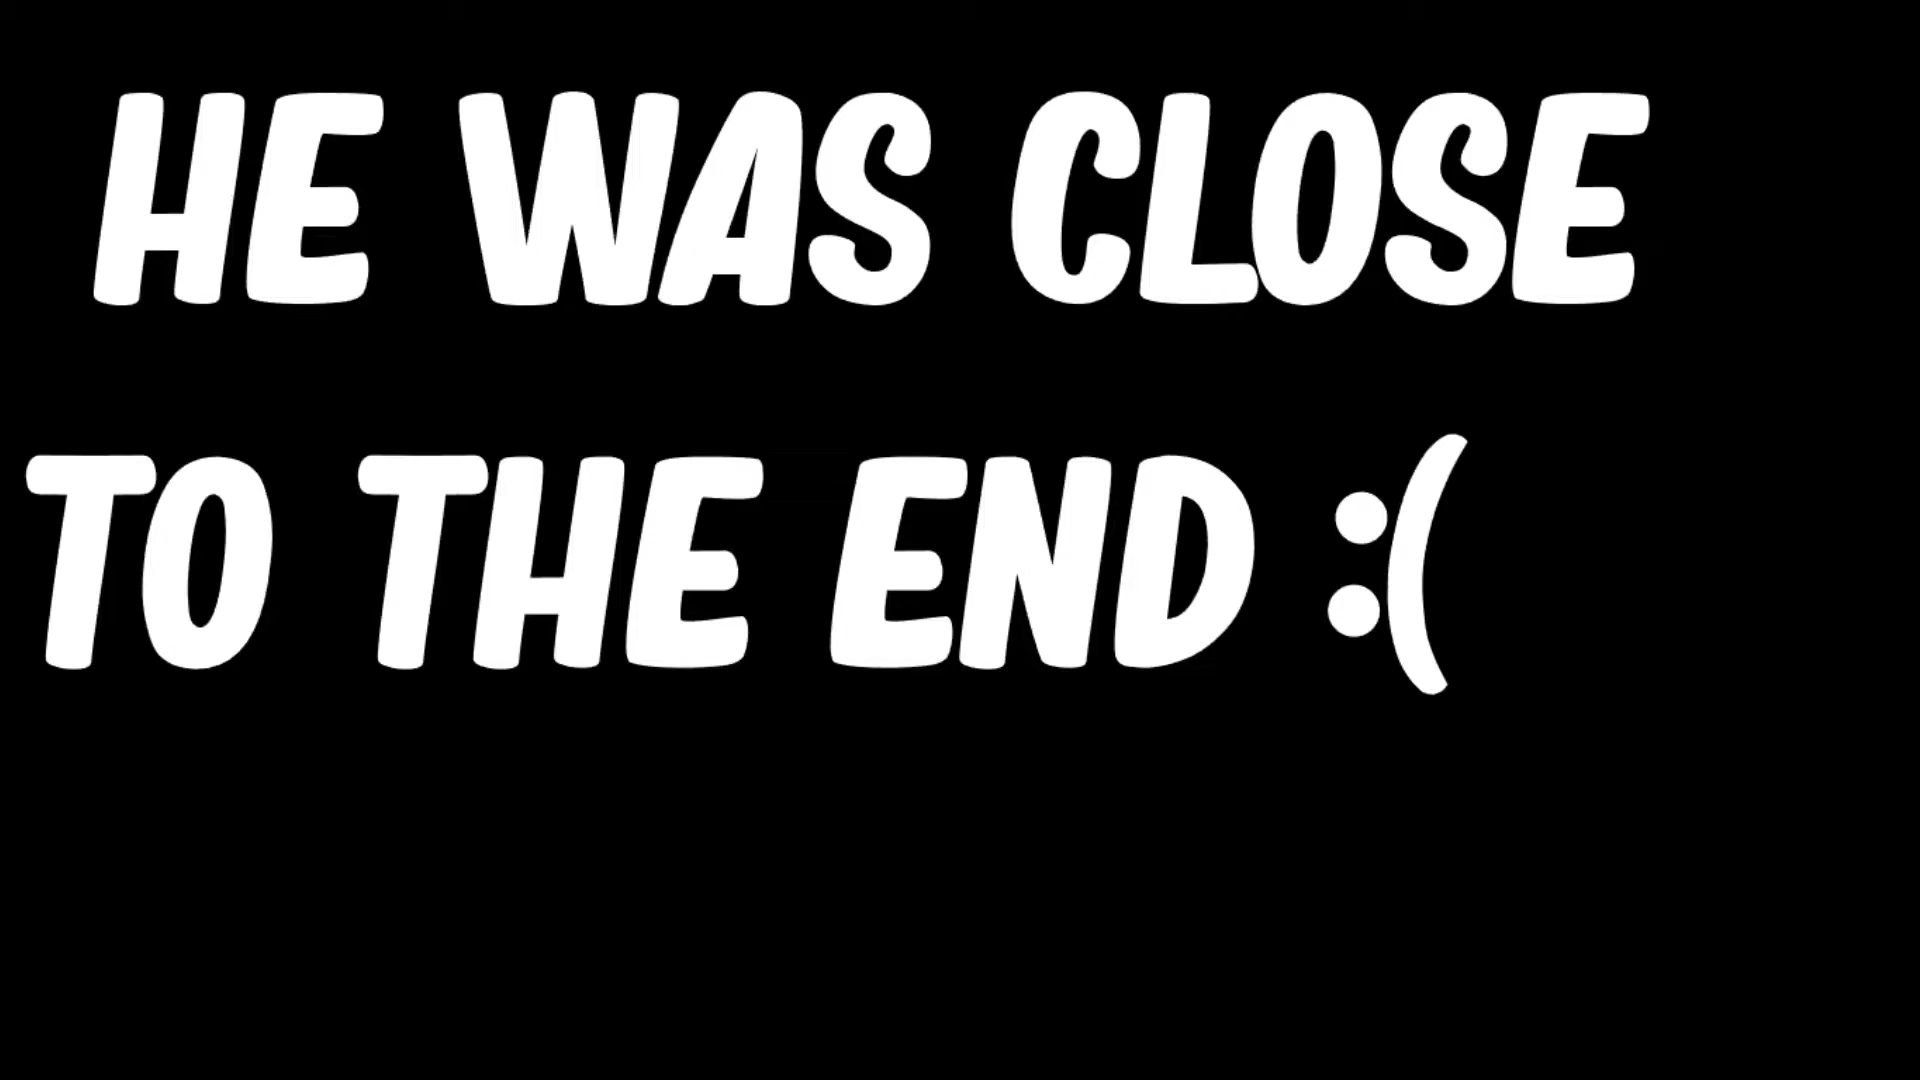 HE WAS CLOSE
TO THE END :(